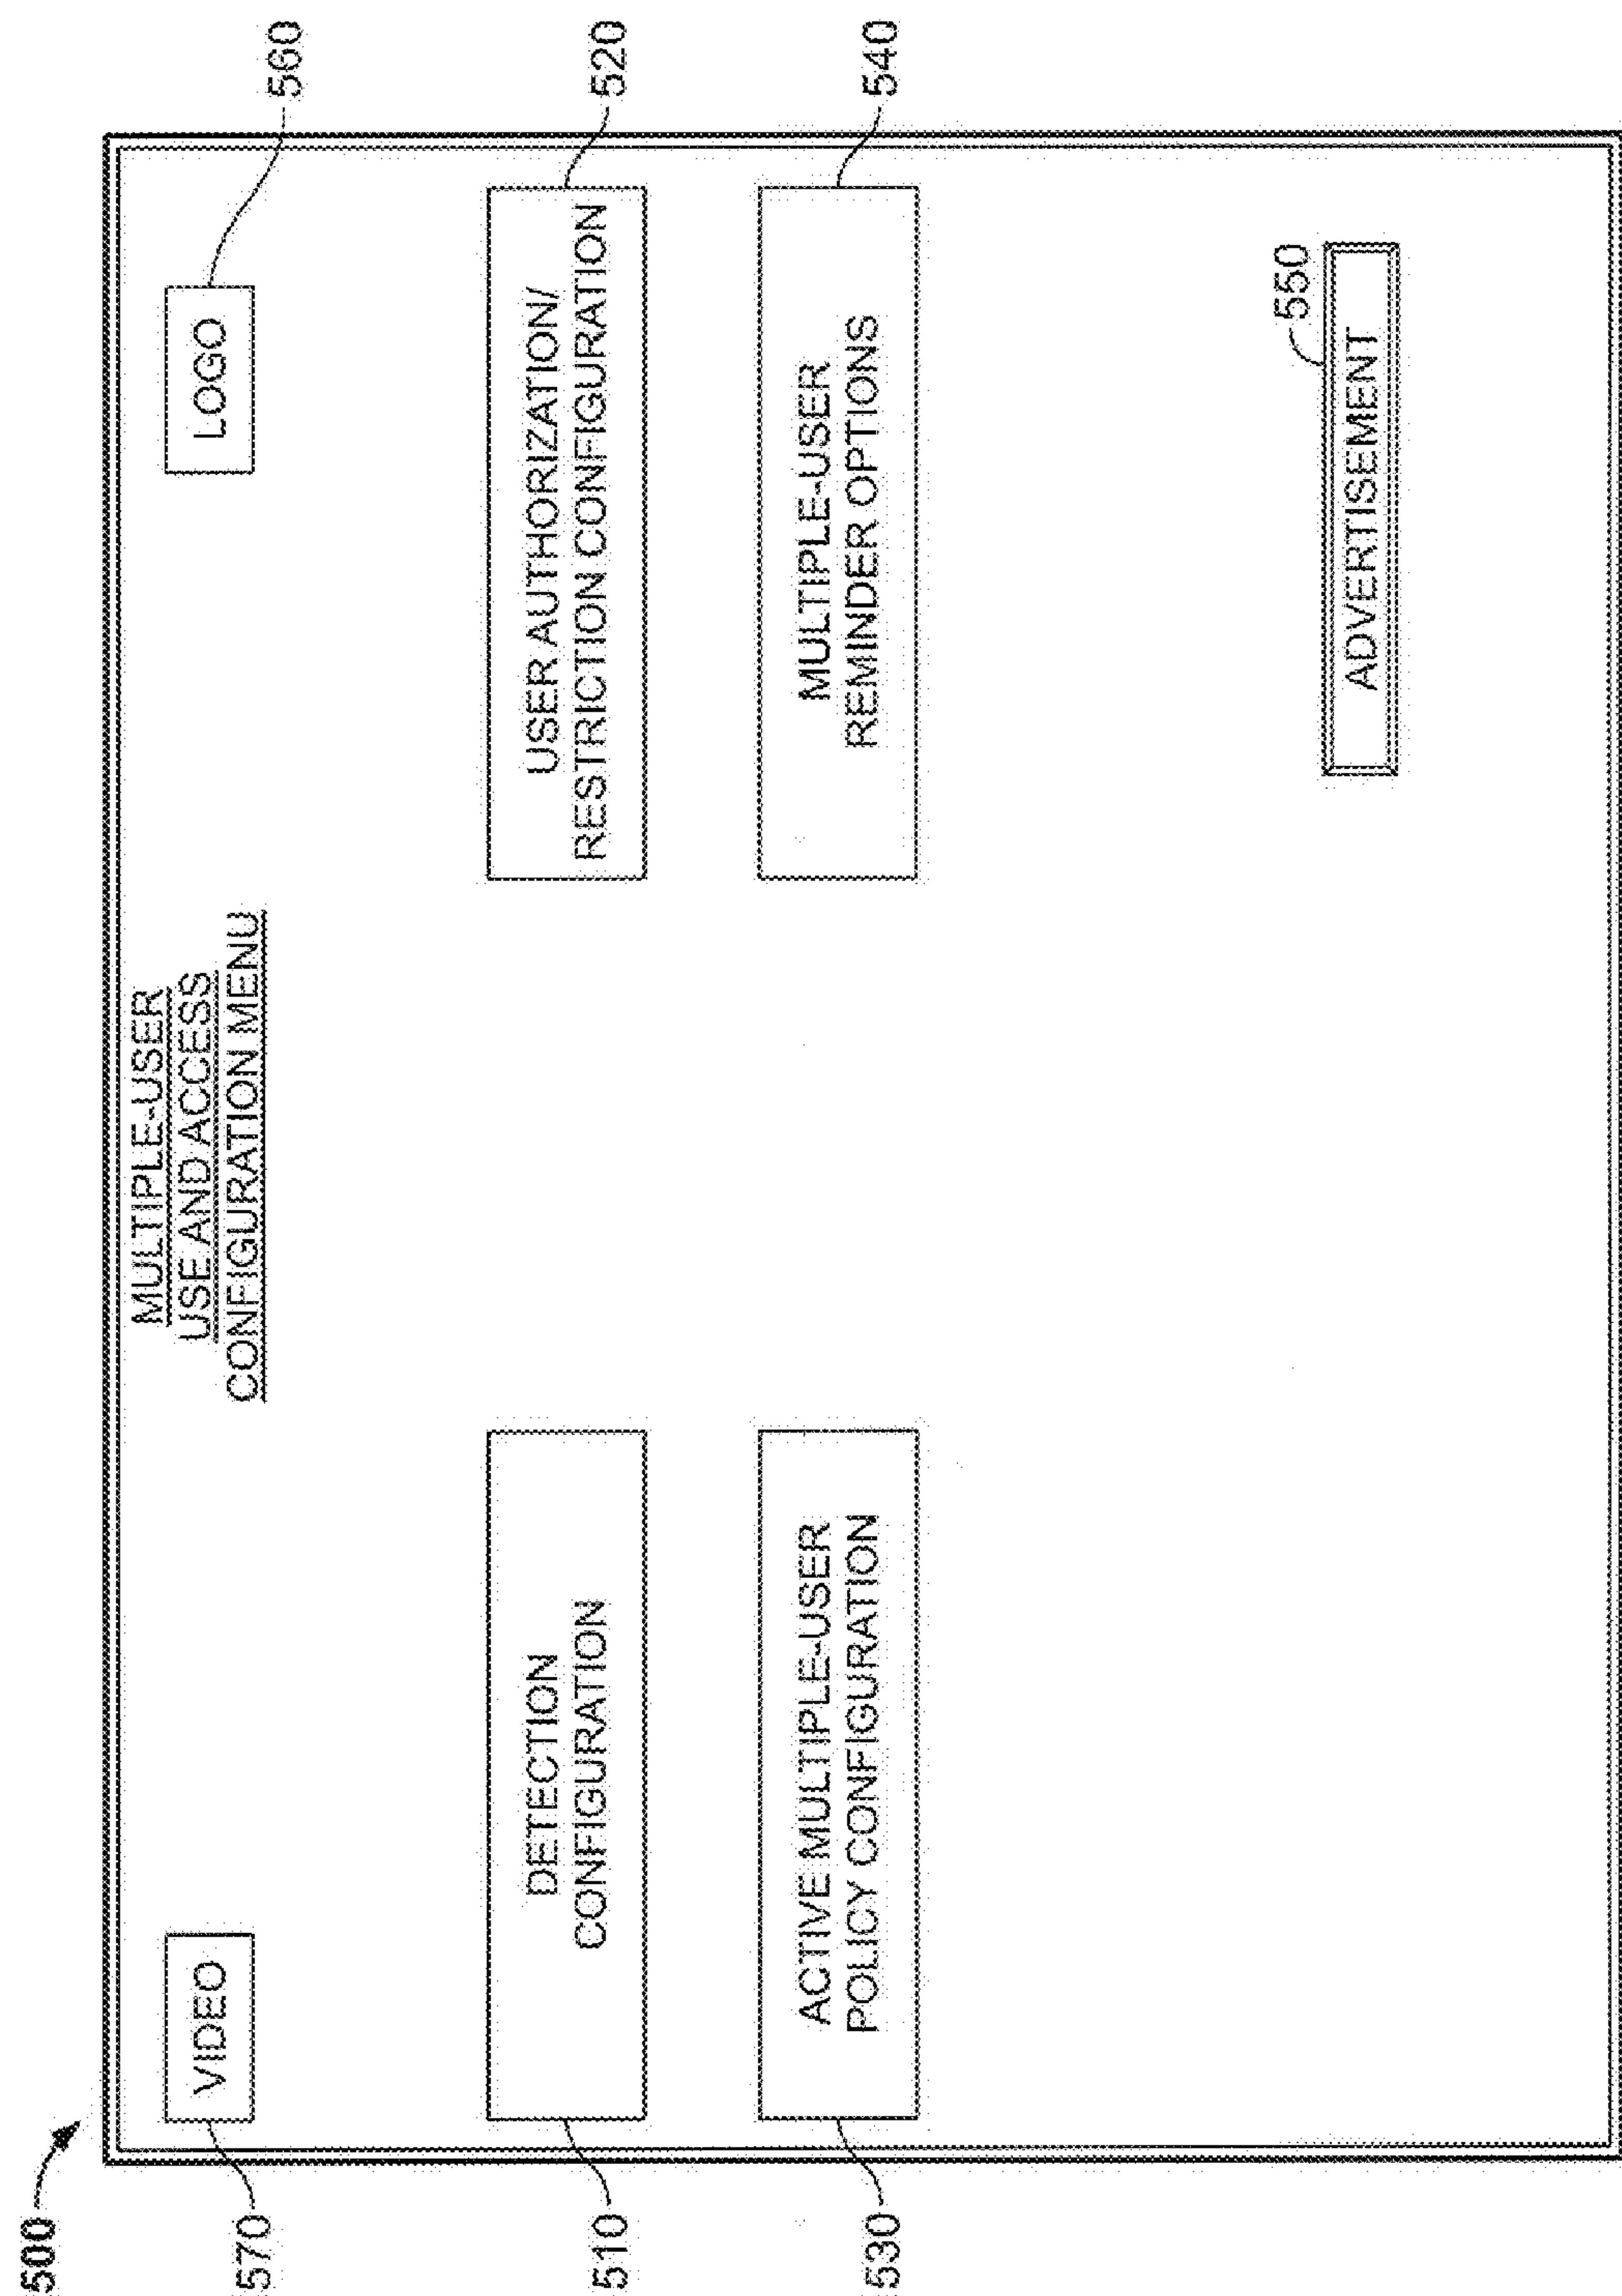 500
MULTIPLE-USER
USE AND ACCESS
CONFIGURATION MENU
570
VIDEO
LOGO
560
510
DETECTION
CONFIGURATION
USER AUTHORIZATION/
RESTRICTION CONFIGURATION
520
530
ACTIVE MULTIPLE-USER
POLICY CONFIGURATION
MULTIPLE-USER
REMINDER OPTIONS
540
550
ADVERTISEMENT